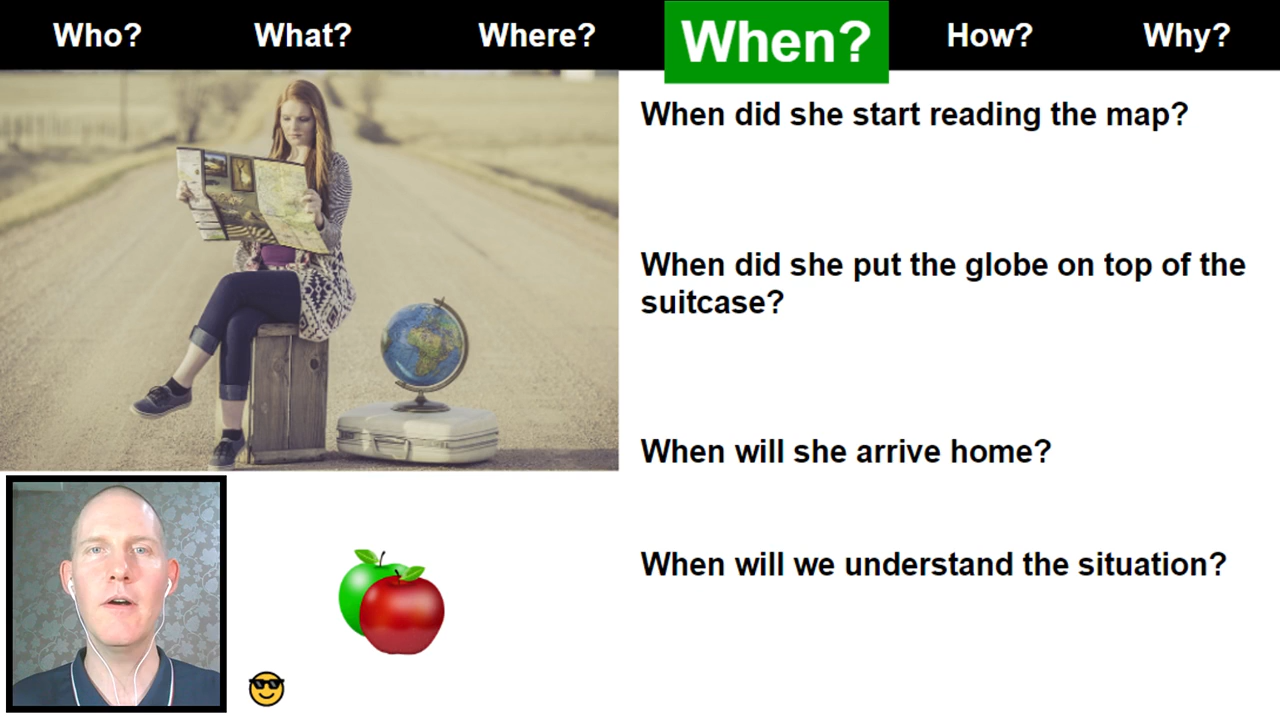 Who? What? Where? When? How? Why?
When did she start reading the map?
When did she put the globe on top of the
suitcase?
When will she arrive home?
When will we understand the situation?